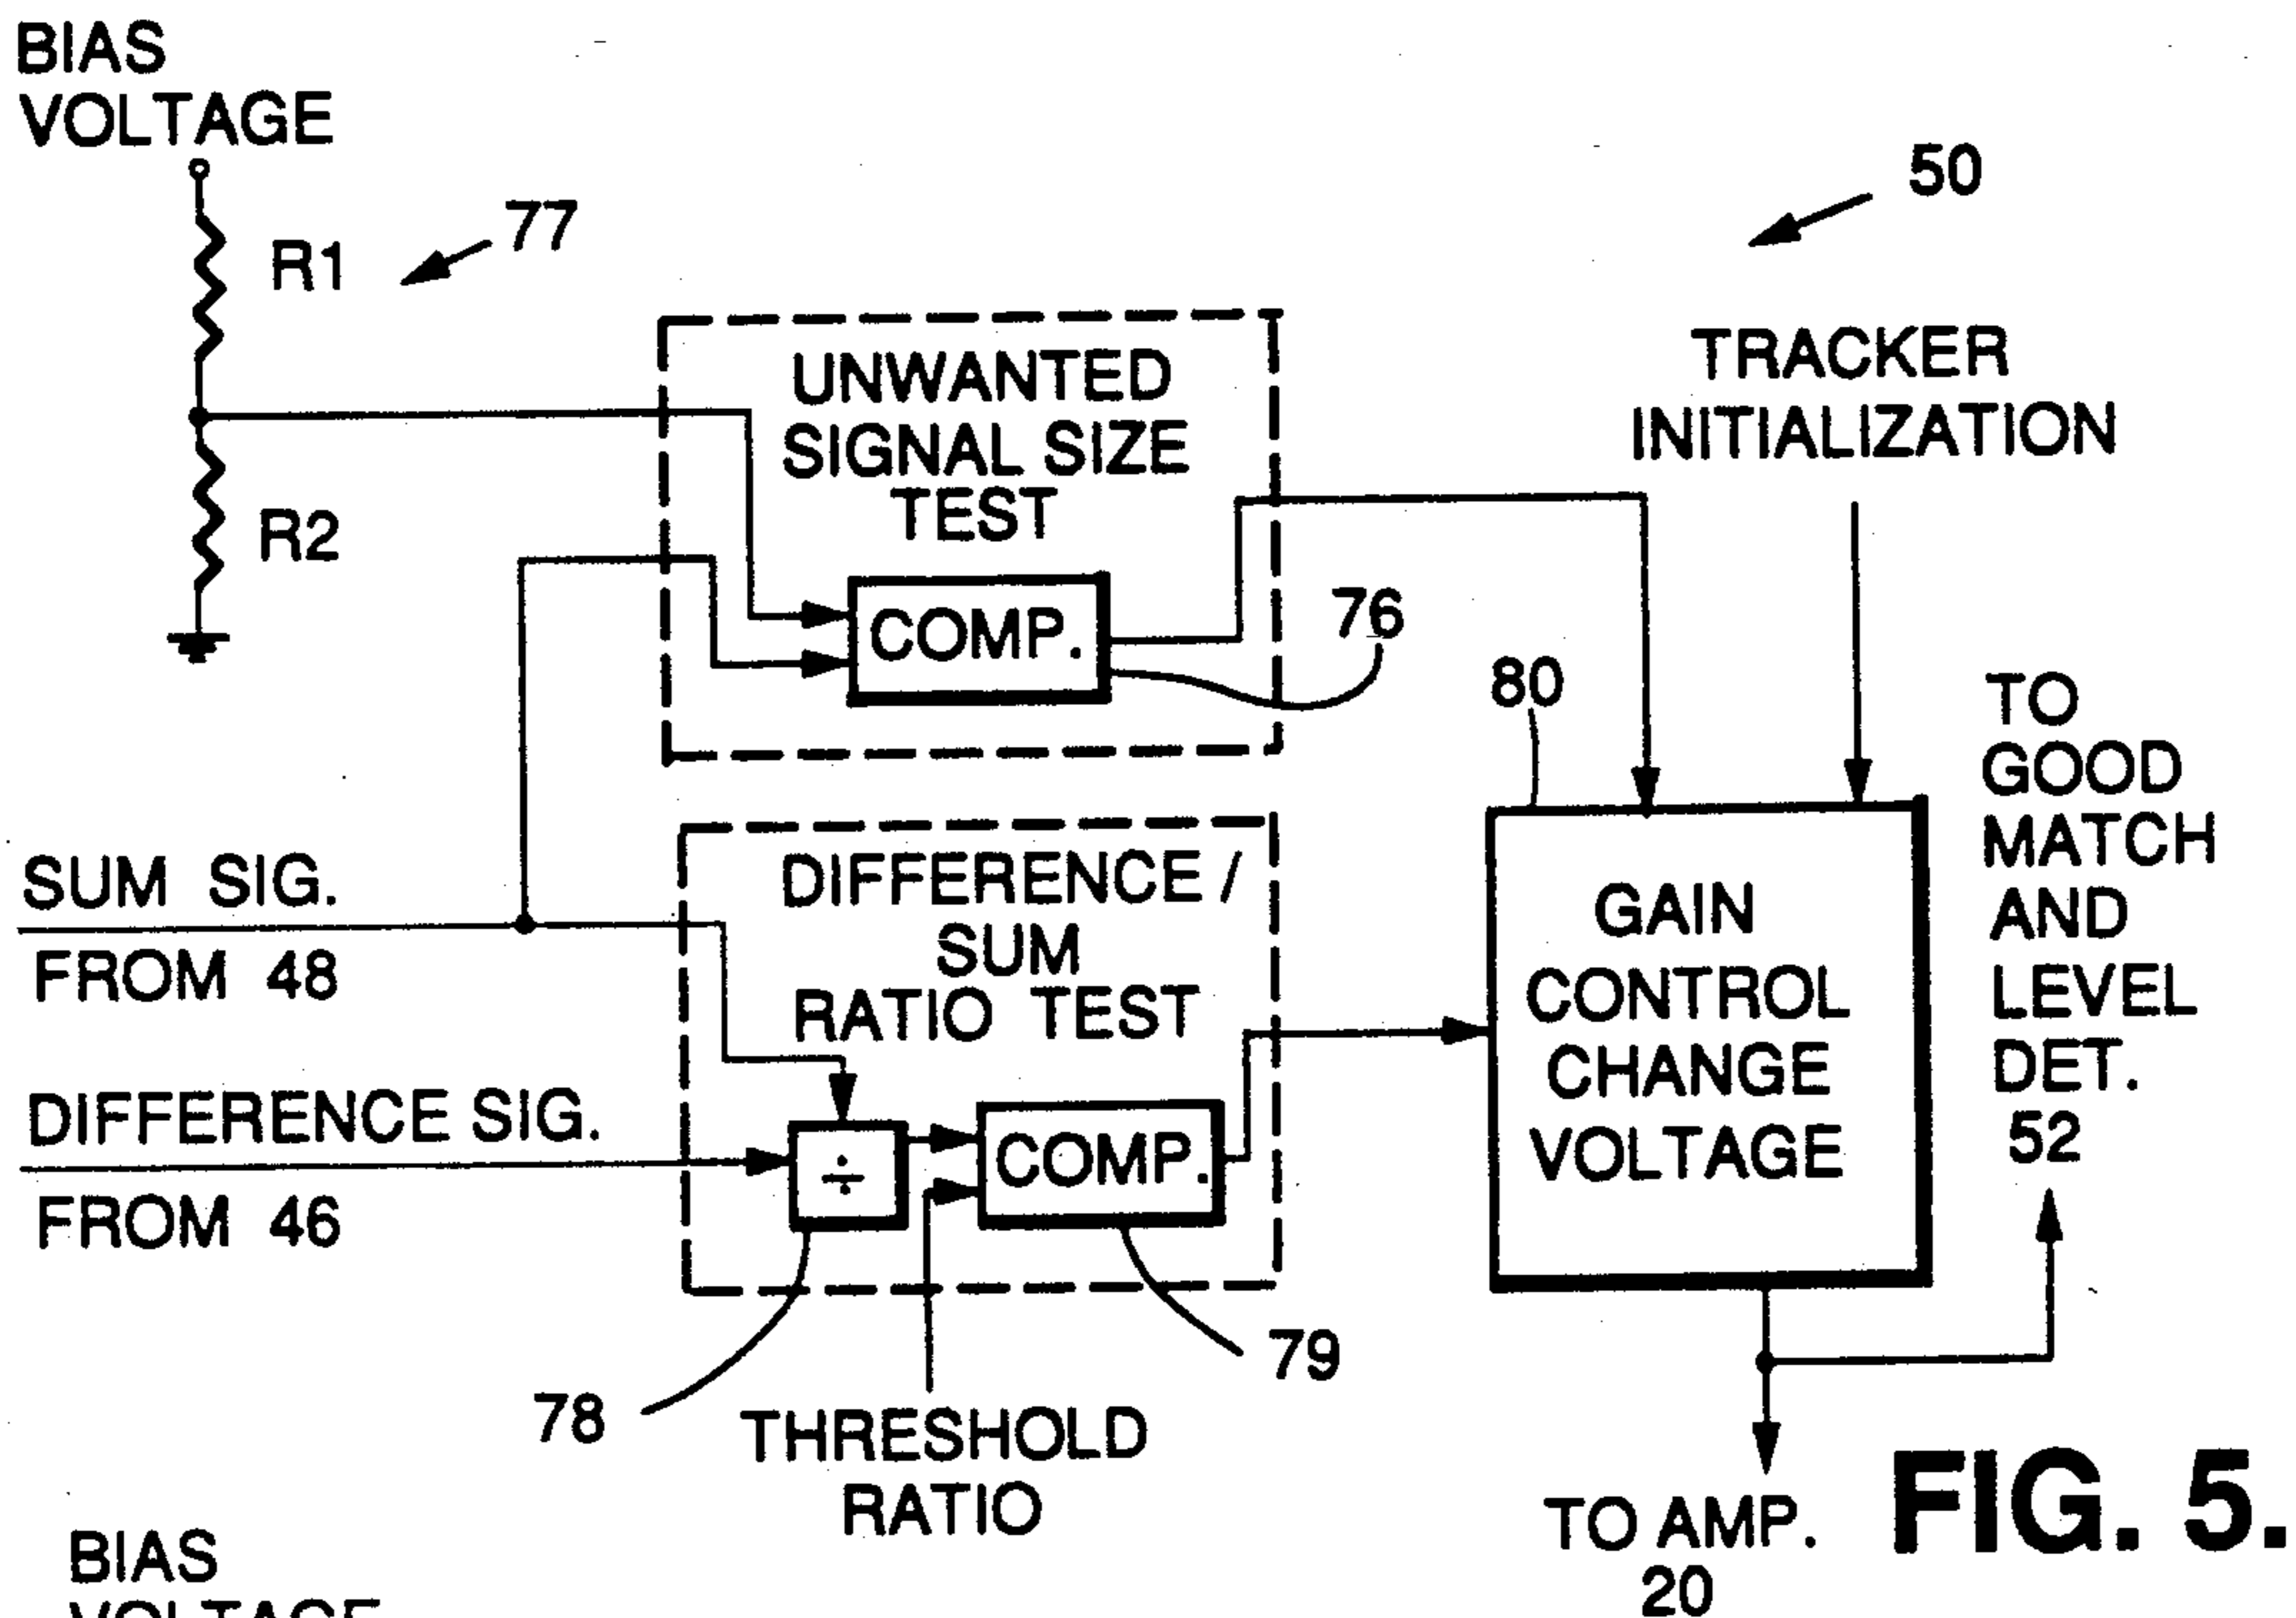 BIAS
VOLTAGE
R1
77
R2
50
UNWANTED
SIGNAL SIZE
TEST
COMP.
76
TRACKER
INITIALIZATION
80
TO
GOOD
MATCH
AND
LEVEL
DET.
52
SUM SIG.
FROM 48
DIFFERENCE /
SUM
RATIO TEST
DIFFERENCE SIG.
FROM 46
÷
COMP.
GAIN
CONTROL
CHANGE
VOLTAGE
78
79
THRESHOLD
RATIO
TO AMP.
20
FIG. 5.
BIAS
VOLTAGE